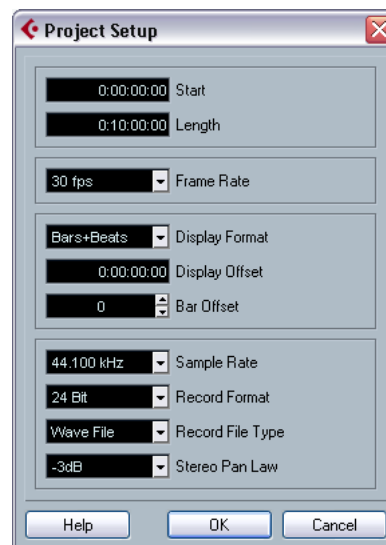 Project Setup
0:00:00:00 Start
0:10:00:00 Length
30 fps Frame Rate
Bars+Beats Display Format
0:00:00:00 Display Offset
0 Bar Offset
44.100 kHz Sample Rate
24 Bit Record Format
Wave File Record File Type
-3dB Stereo Pan Law
Help OK Cancel